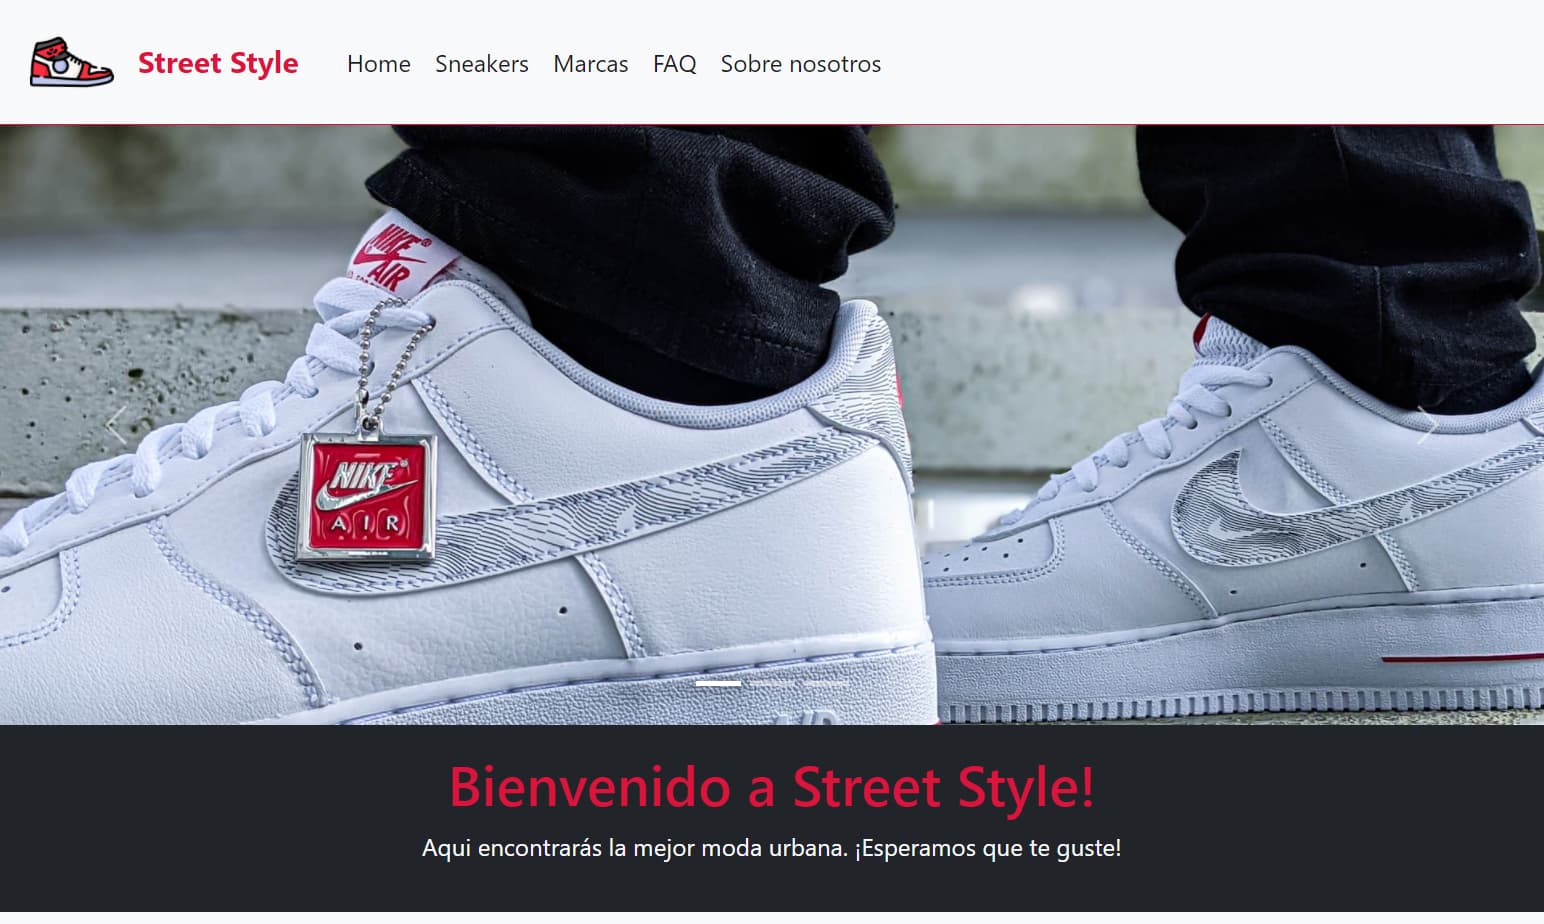 Street Style
Home
Sneakers
Marcas
FAQ
Sobre nosotros
NIKE
AIR
NIKE
AIR
Bienvenido a Street Style!
Aqui encontrarás la mejor moda urbana. ¡Esperamos que te guste!